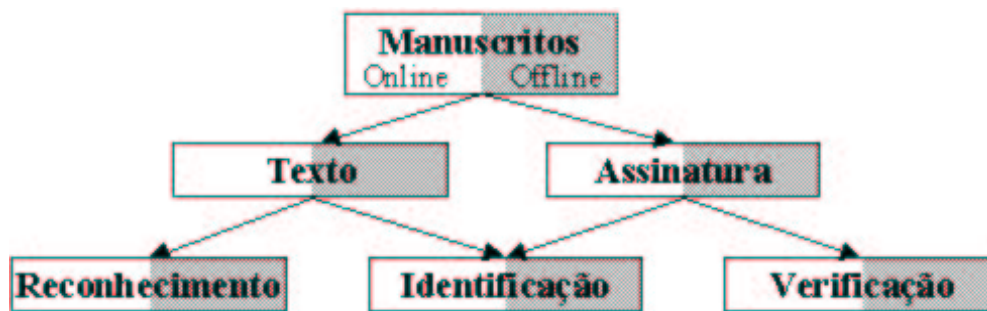 Manuscritos
Online Offline
Texto Assinatura
Reconhecimento Identificação Verificação